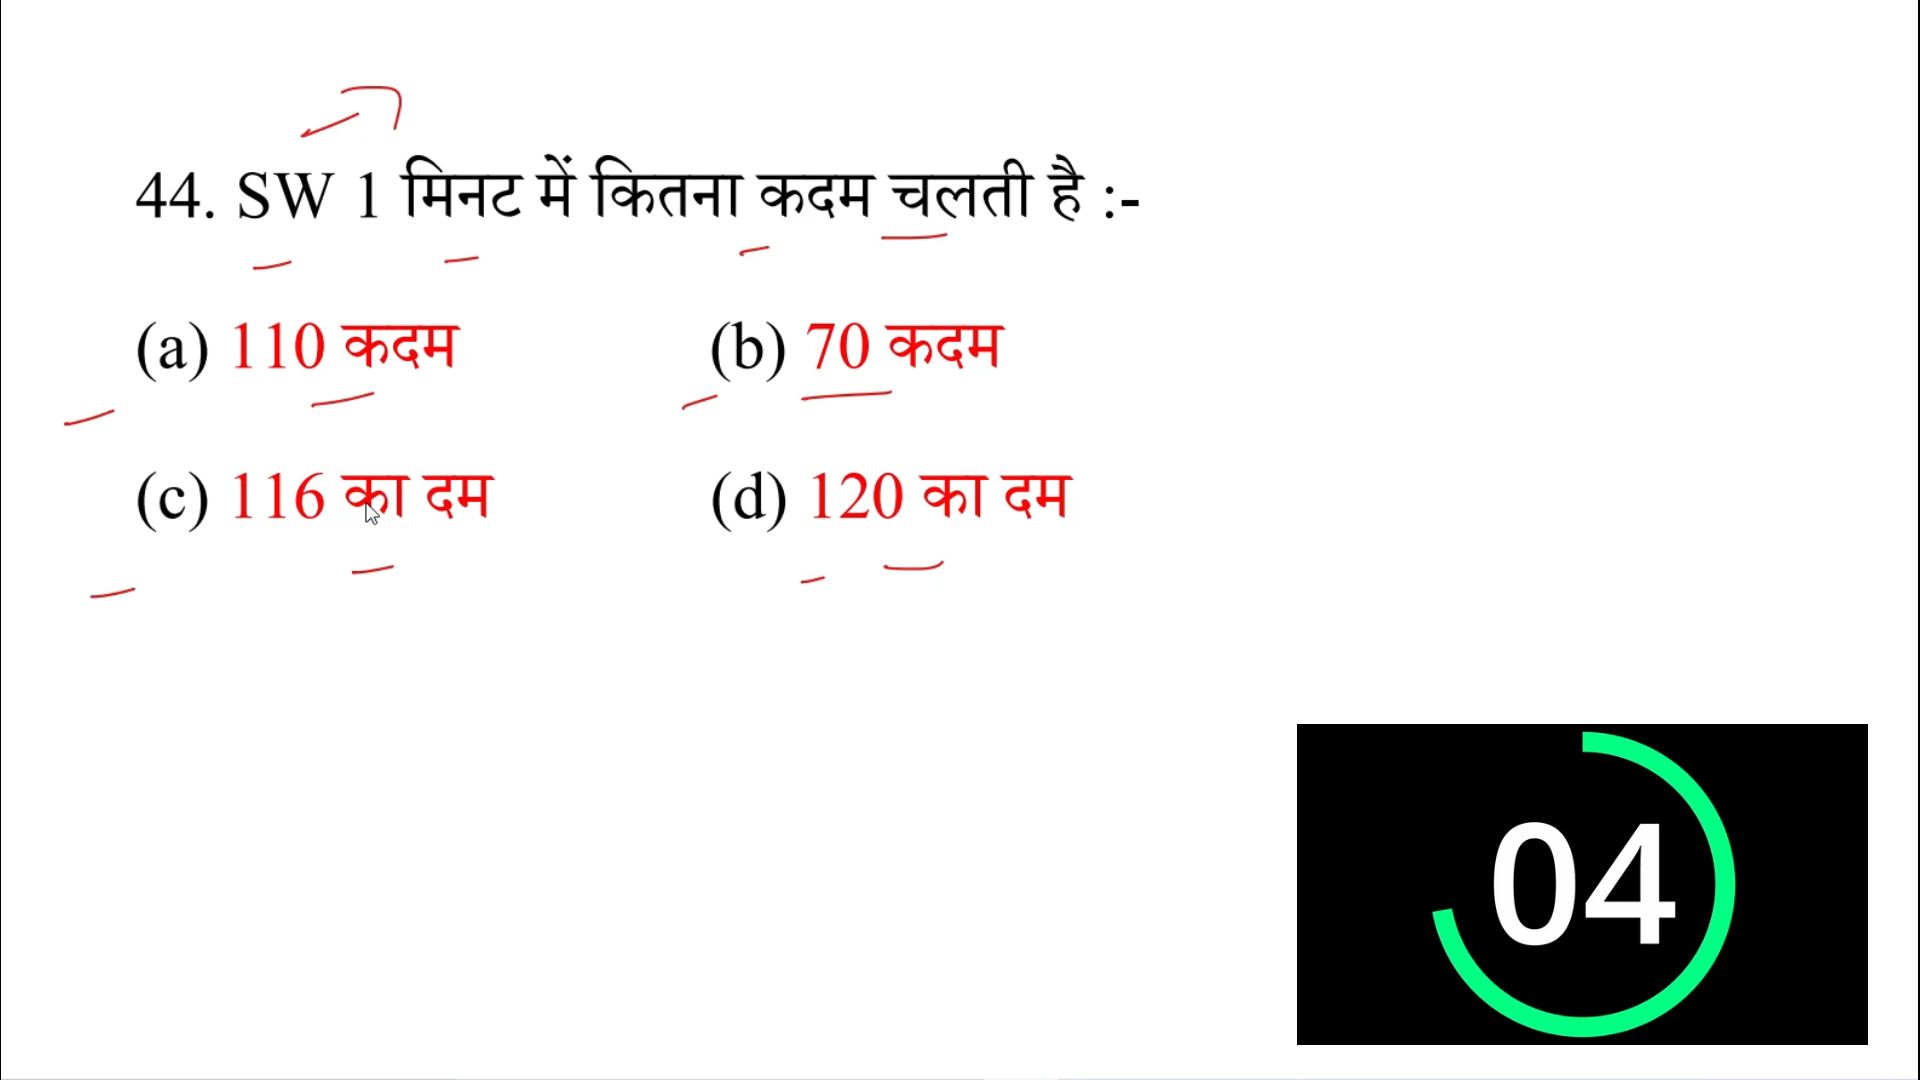 44. SW 1 मिनट में कितना कदम चलती है :-
(a) 110 कदम (b) 70 कदम
(c) 116 का दम (d) 120 का दम
04